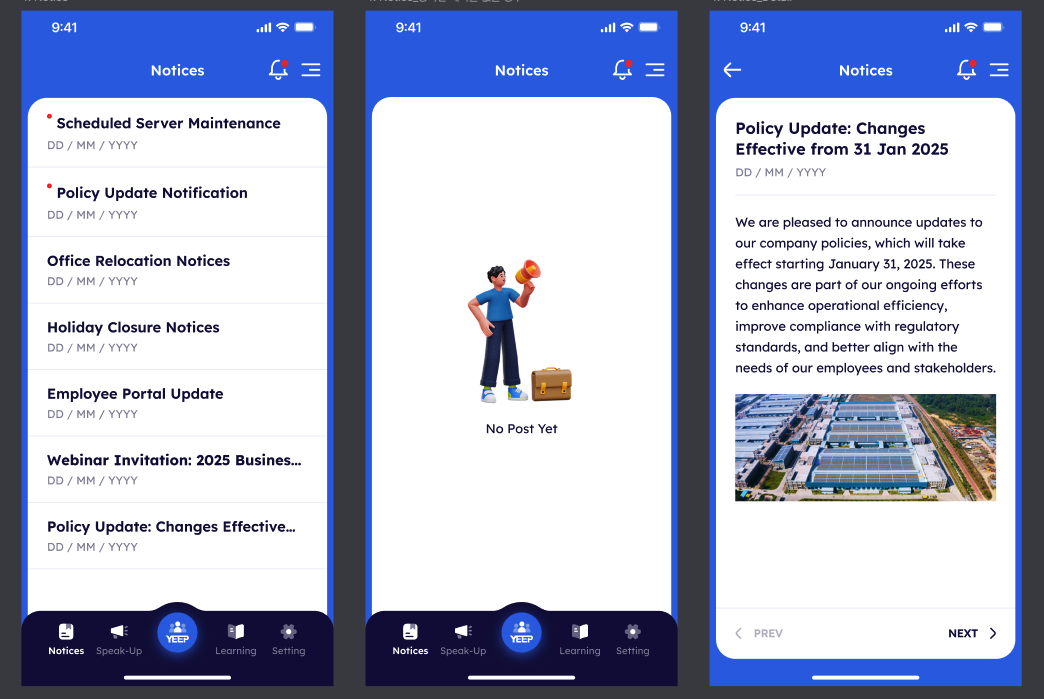 9:41
Notices
Scheduled Server Maintenance
DD / MM / YYYY
Policy Update Notification
DD / MM / YYYY
Office Relocation Notices
DD / MM / YYYY
Holiday Closure Notices
DD / MM / YYYY
Employee Portal Update
DD / MM / YYYY
Webinar Invitation: 2025 Busines...
DD / MM / YYYY
Policy Update: Changes Effective...
DD / MM / YYYY
Notices
Speak-Up
YEEP
Learning
Setting
9:41
Notices
No Post Yet
Notices
Speak-Up
YEEP
Learning
Setting
9:41
Notices
Policy Update: Changes
Effective from 31 Jan 2025
DD / MM / YYYY
We are pleased to announce updates to
our company policies, which will take
effect starting January 31, 2025. These
changes are part of our ongoing efforts
to enhance operational efficiency,
improve compliance with regulatory
standards, and better align with the
needs of our employees and stakeholders.
PREV
NEXT